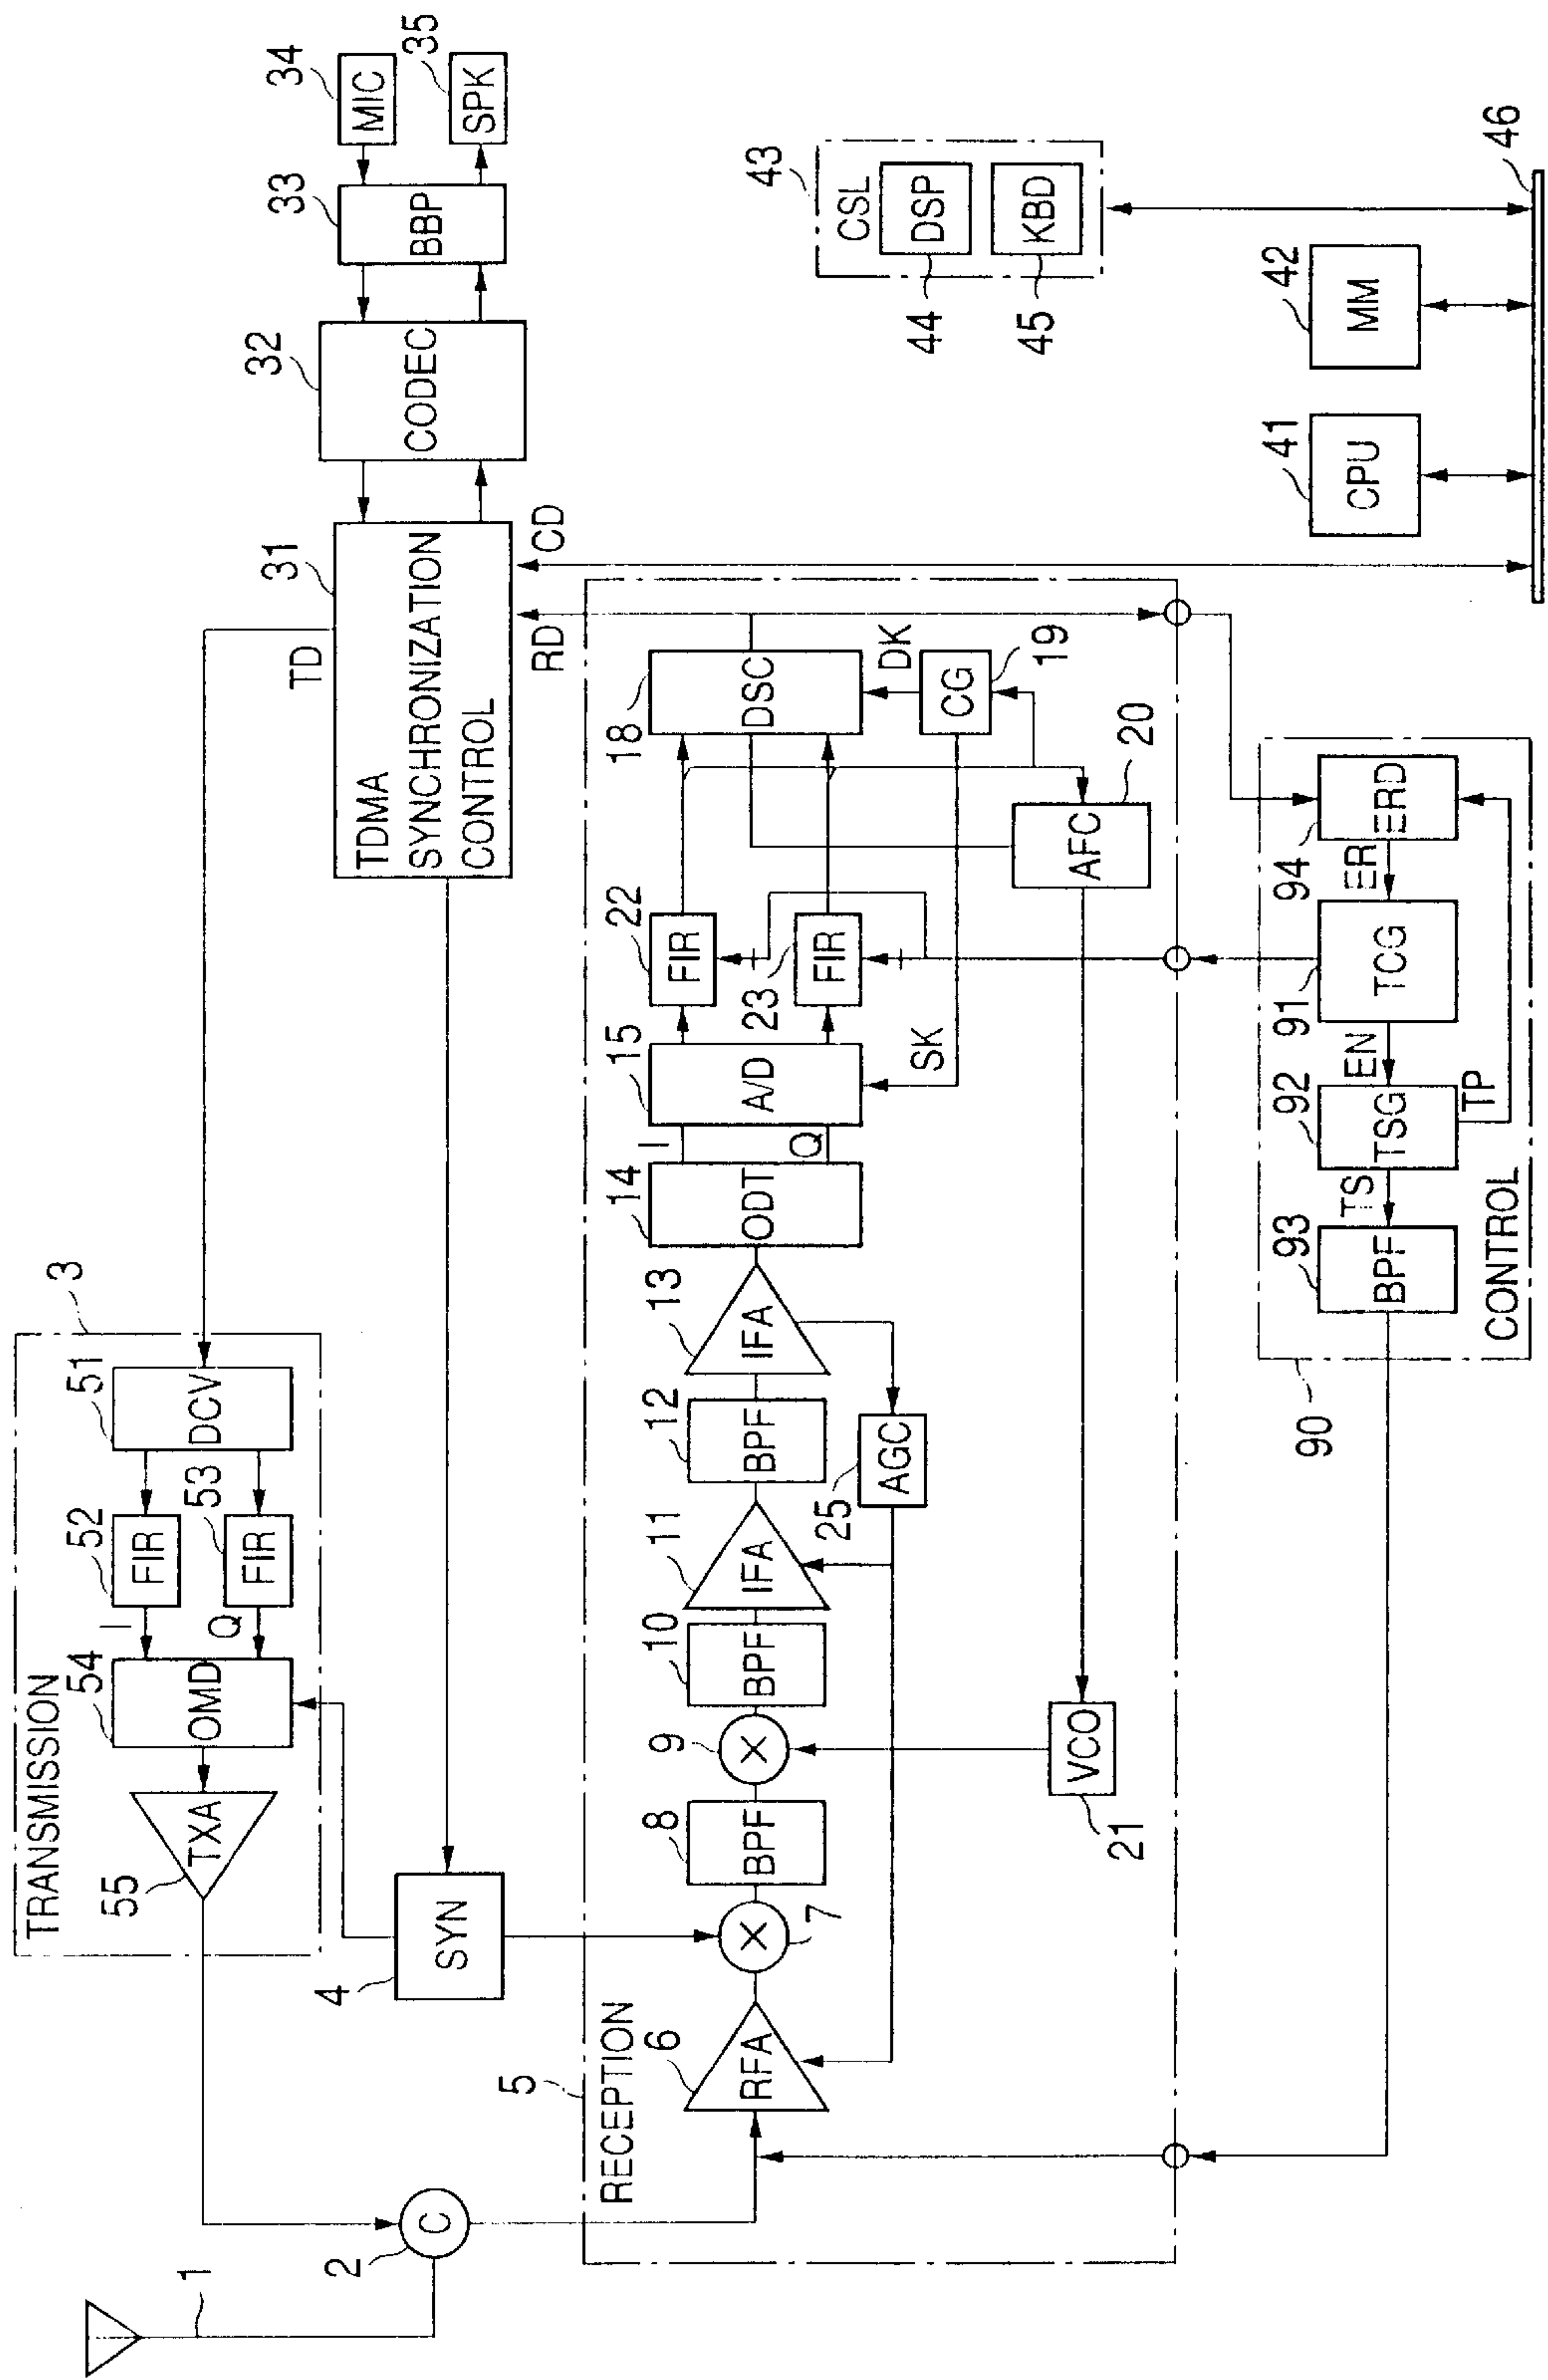 1
2
C
TRANSMISSION
3
55
TXA
54
OMD
I
Q
52
FIR
53
FIR
51
DCV
4
SYN
TD
31
TDMA
SYNCHRONIZATION
CONTROL
RD
CD
32
CODEC
33
BBP
34
MIC
35
SPK
5
RECEPTION
6
RFA
7
×
8
BPF
9
×
10
BPF
11
IFA
12
BPF
13
IFA
25
AGC
14
ODT
I
Q
15
A/D
SK
22
FIR
23
FIR
18
DSC
DK
CG
19
AFC
20
VCO
21
90
CONTROL
93
BPF
TS
92
TSG
TP
EN
91
TCG
ER
94
ERD
43
CSL
DSP
44
KBD
45
41
CPU
42
MM
46